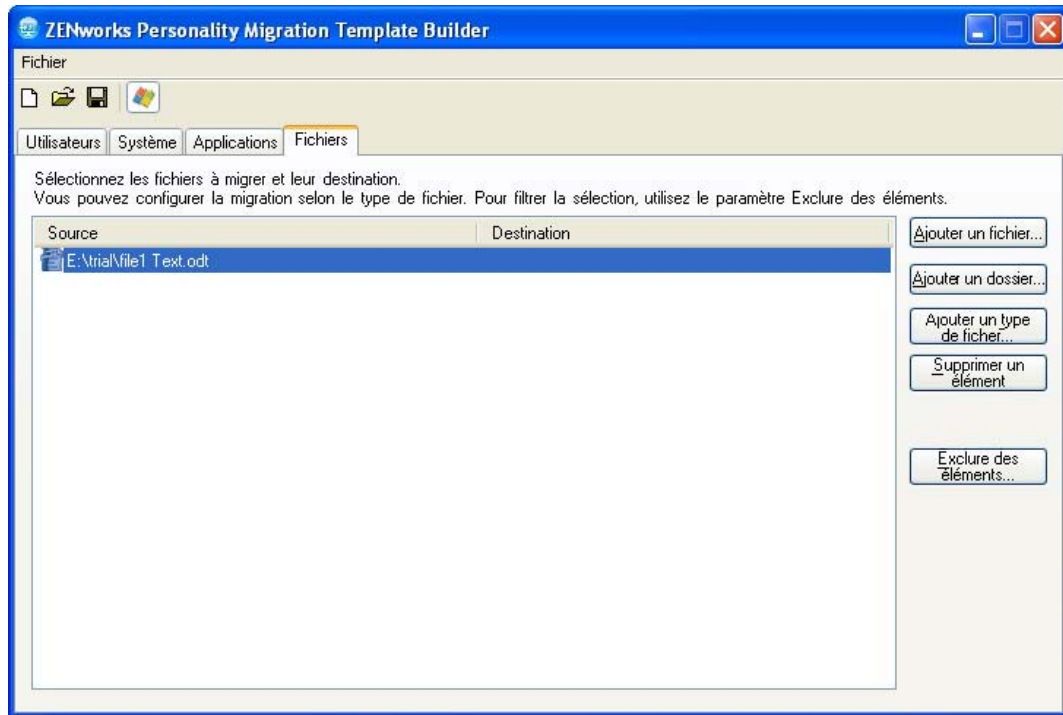 ZENworks Personality Migration Template Builder
Fichier
Utilisateurs Système Applications Fichiers
Sélectionnez les fichiers à migrer et leur destination.
Vous pouvez configurer la migration selon le type de fichier. Pour filtrer la sélection, utilisez le paramètre Exclure des éléments.
Source Destination
E:\trial\file1 Text.odt
Ajouter un fichier...
Ajouter un dossier...
Ajouter un type
de ficher...
Supprimer un
élément
Exclure des
éléments...